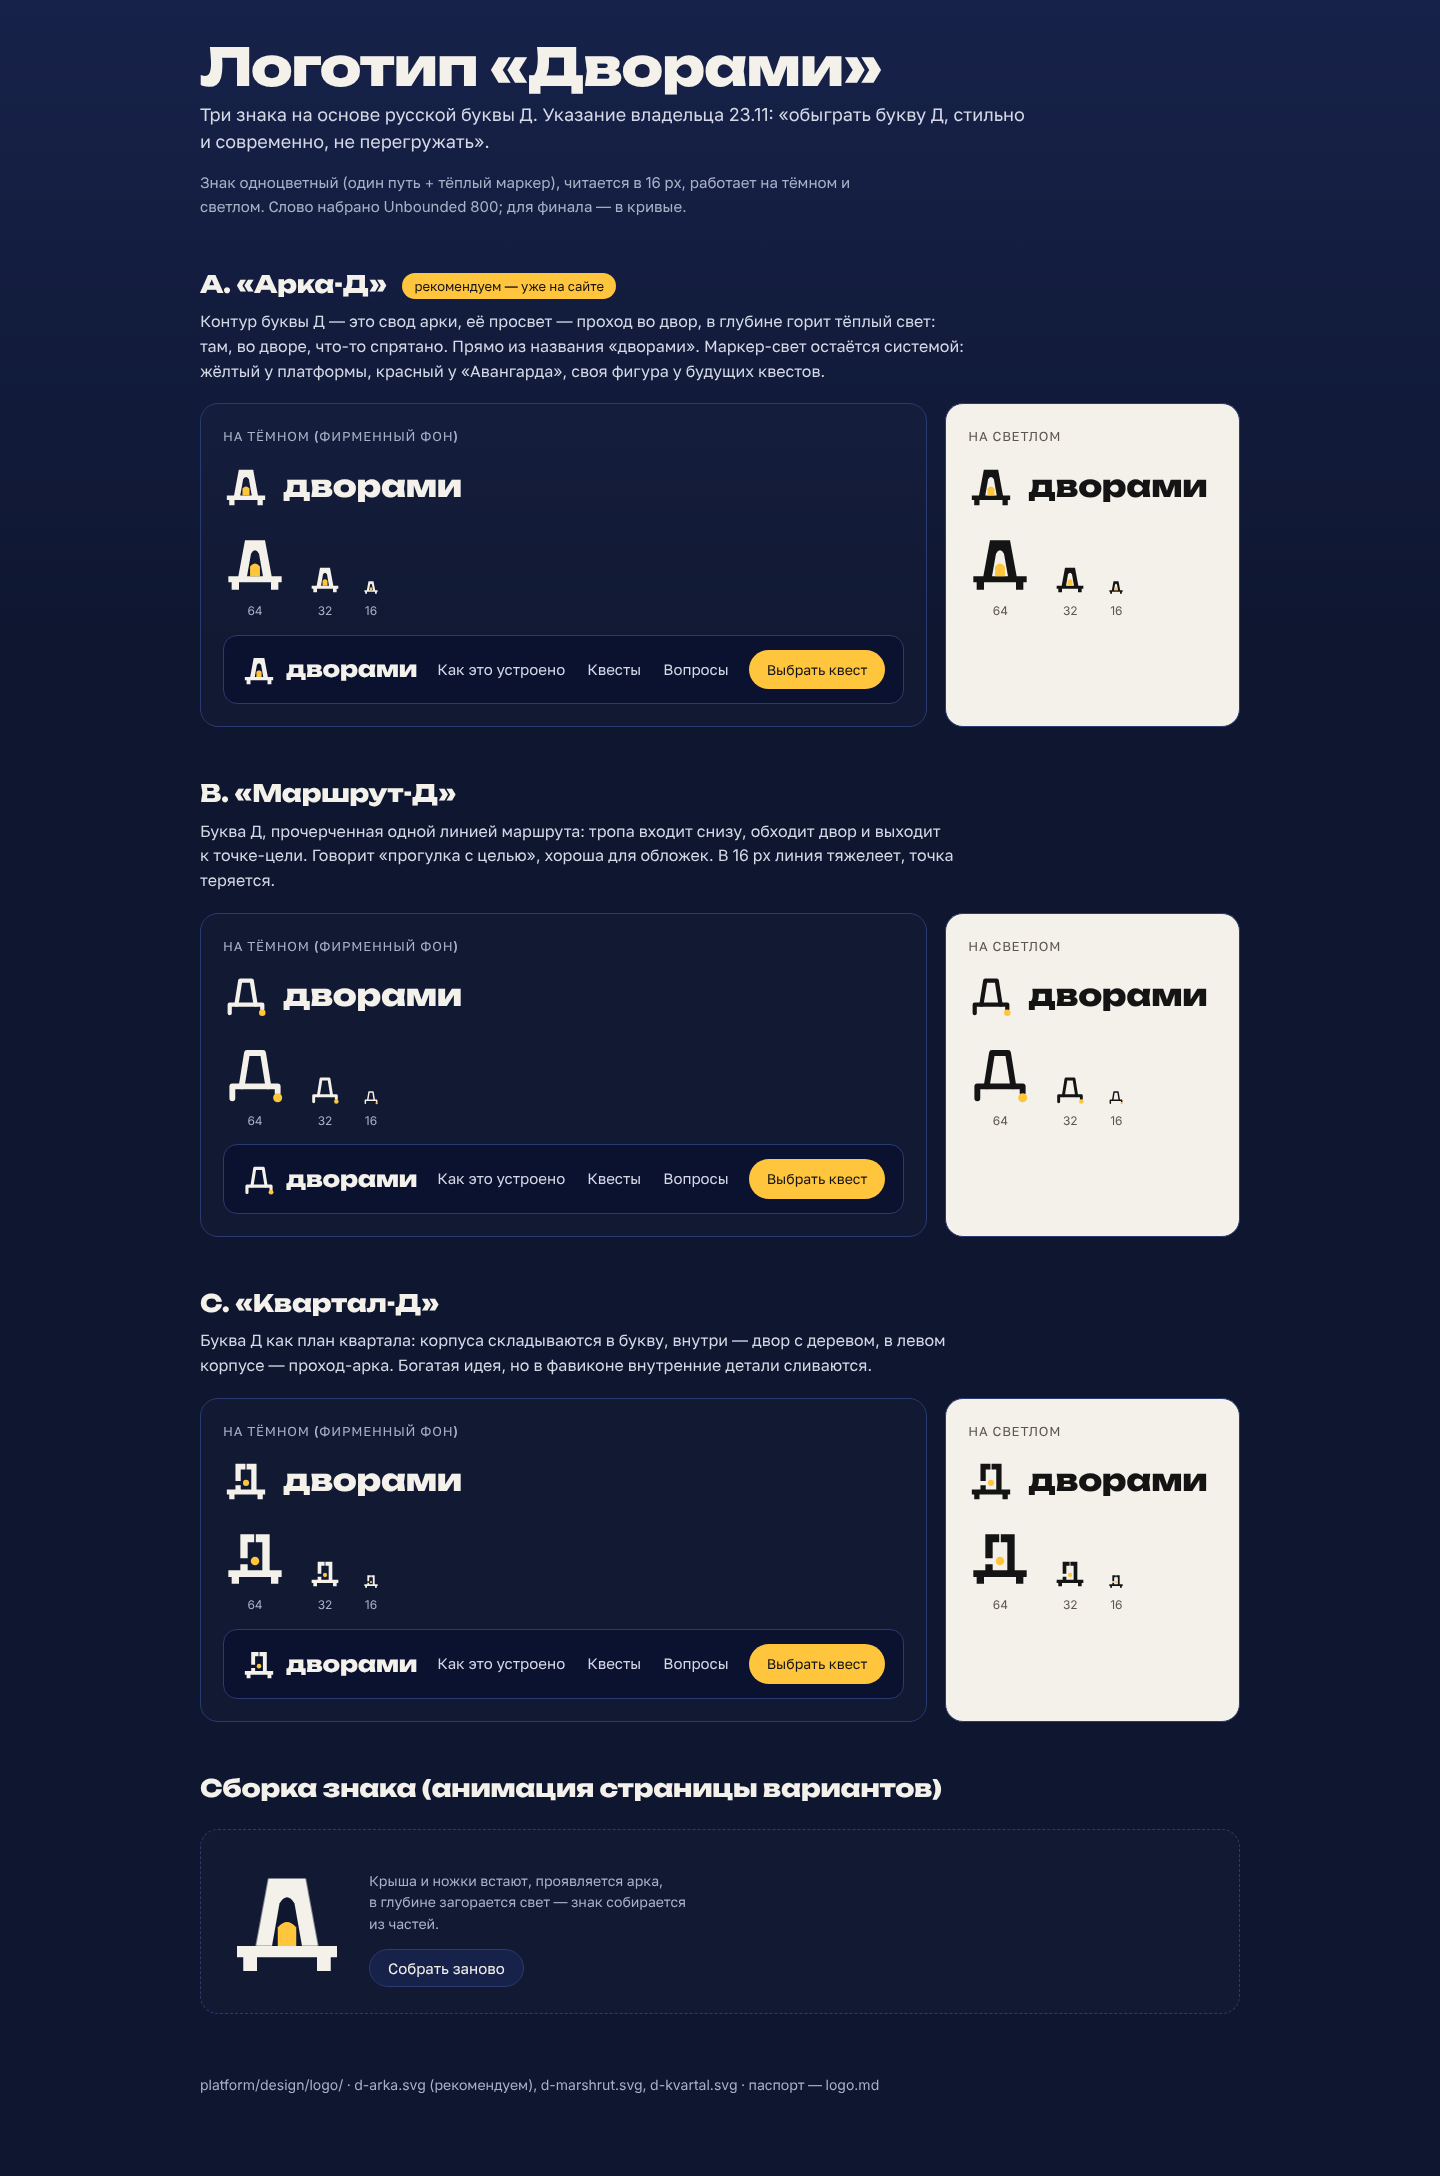 Логотип «Дворами»
Три знака на основе русской буквы Д. Указание владельца 23.11: «обыграть букву Д, стильно
и современно, не перегружать».
Знак одноцветный (один путь + тёплый маркер), читается в 16 px, работает на тёмном и
светлом. Слово набрано Unbounded 800; для финала — в кривые.
A. «Арка-Д» рекомендуем — уже на сайте
Контур буквы Д — это свод арки, её просвет — проход во двор, в глубине горит тёплый свет:
там, во дворе, что-то спрятано. Прямо из названия «дворами». Маркер-свет остаётся системой:
жёлтый у платформы, красный у «Авангарда», своя фигура у будущих квестов.
НА ТЁМНОМ (ФИРМЕННЫЙ ФОН)
дворами
64 32 16
дворами Как это устроено Квесты Вопросы Выбрать квест
НА СВЕТЛОМ
дворами
64 32 16
B. «Маршрут-Д»
Буква Д, прочерченная одной линией маршрута: тропа входит снизу, обходит двор и выходит
к точке-цели. Говорит «прогулка с целью», хороша для обложек. В 16 px линия тяжелеет, точка
теряется.
НА ТЁМНОМ (ФИРМЕННЫЙ ФОН)
дворами
64 32 16
дворами Как это устроено Квесты Вопросы Выбрать квест
НА СВЕТЛОМ
дворами
64 32 16
C. «Квартал-Д»
Буква Д как план квартала: корпуса складываются в букву, внутри — двор с деревом, в левом
корпусе — проход-арка. Богатая идея, но в фавиконе внутренние детали сливаются.
НА ТЁМНОМ (ФИРМЕННЫЙ ФОН)
дворами
64 32 16
дворами Как это устроено Квесты Вопросы Выбрать квест
НА СВЕТЛОМ
дворами
64 32 16
Сборка знака (анимация страницы вариантов)
Крыша и ножки встают, проявляется арка,
в глубине загорается свет — знак собирается
из частей.
Собрать заново
platform/design/logo/ · d-arka.svg (рекомендуем), d-marshrut.svg, d-kvartal.svg · паспорт — logo.md